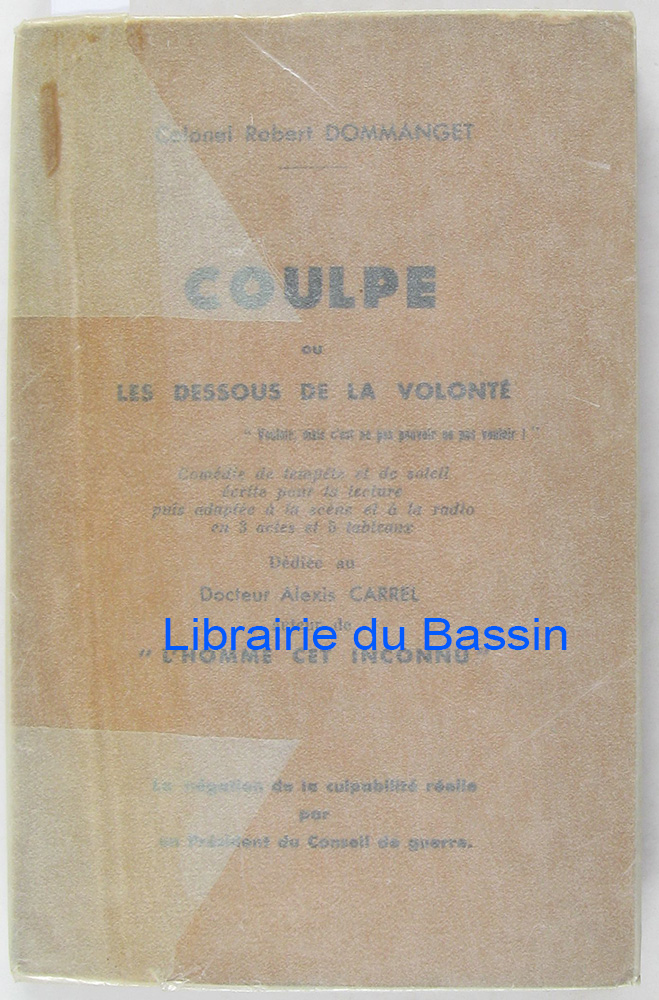 Colonel Robert DOMMANGET
COULPE
ou
LES DESSOUS DE LA VOLONTÉ
" Vouloir, mais c'est ne pas pouvoir ne pas vouloir ! "
Comédie de tempête et de soleil
écrite pour la lecture
puis adaptée à la scène et à la radio
en 3 actes et 5 tableaux
Dédiée au
Docteur Alexis CARREL
auteur de
Librairie du Bassin
" L'HOMME CET INCONNU "
La négation de la culpabilité réelle
par
un Président du Conseil de guerre.